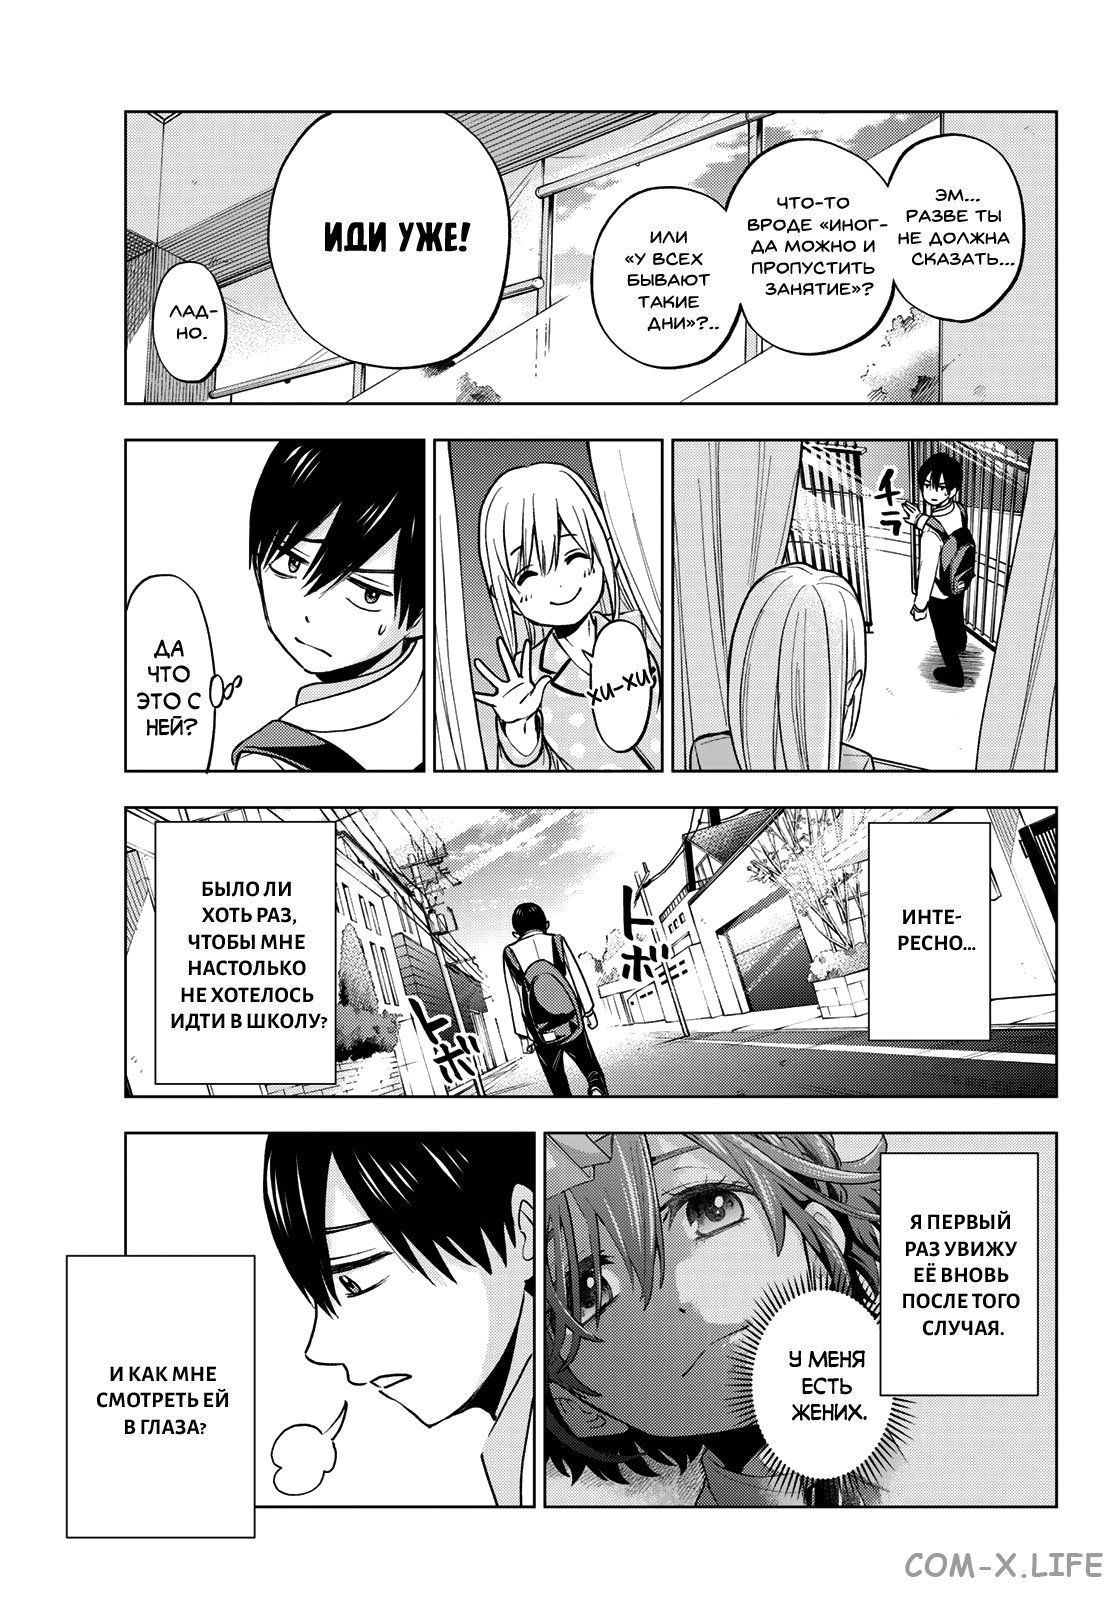 ЭМ...
РАЗВЕ ТЫ
НЕ ДОЛЖНА
СКАЗАТЬ...
ЧТО-ТО
ВРОДЕ «ИНОГ-
ДА МОЖНО И
ПРОПУСТИТЬ
ЗАНЯТИЕ»?
ИЛИ
«У ВСЕХ
БЫВАЮТ
ТАКИЕ
ДНИ»?..
ИДИ УЖЕ!
ЛАД-
НО.
チラ
ХИ-ХИ!
ДА
ЧТО
ЭТО С
НЕЙ?
ИНТЕ-
РЕСНО...
トボ
トボ
БЫЛО ЛИ
ХОТЬ РАЗ,
ЧТОБЫ МНЕ
НАСТОЛЬКО
НЕ ХОТЕЛОСЬ
ИДТИ В ШКОЛУ?
Я ПЕРВЫЙ
РАЗ УВИЖУ
ЕЁ ВНОВЬ
ПОСЛЕ ТОГО
СЛУЧАЯ.
У МЕНЯ
ЕСТЬ
ЖЕНИХ.
И КАК МНЕ
СМОТРЕТЬ ЕЙ
В ГЛАЗА?
COM-X.LIFE